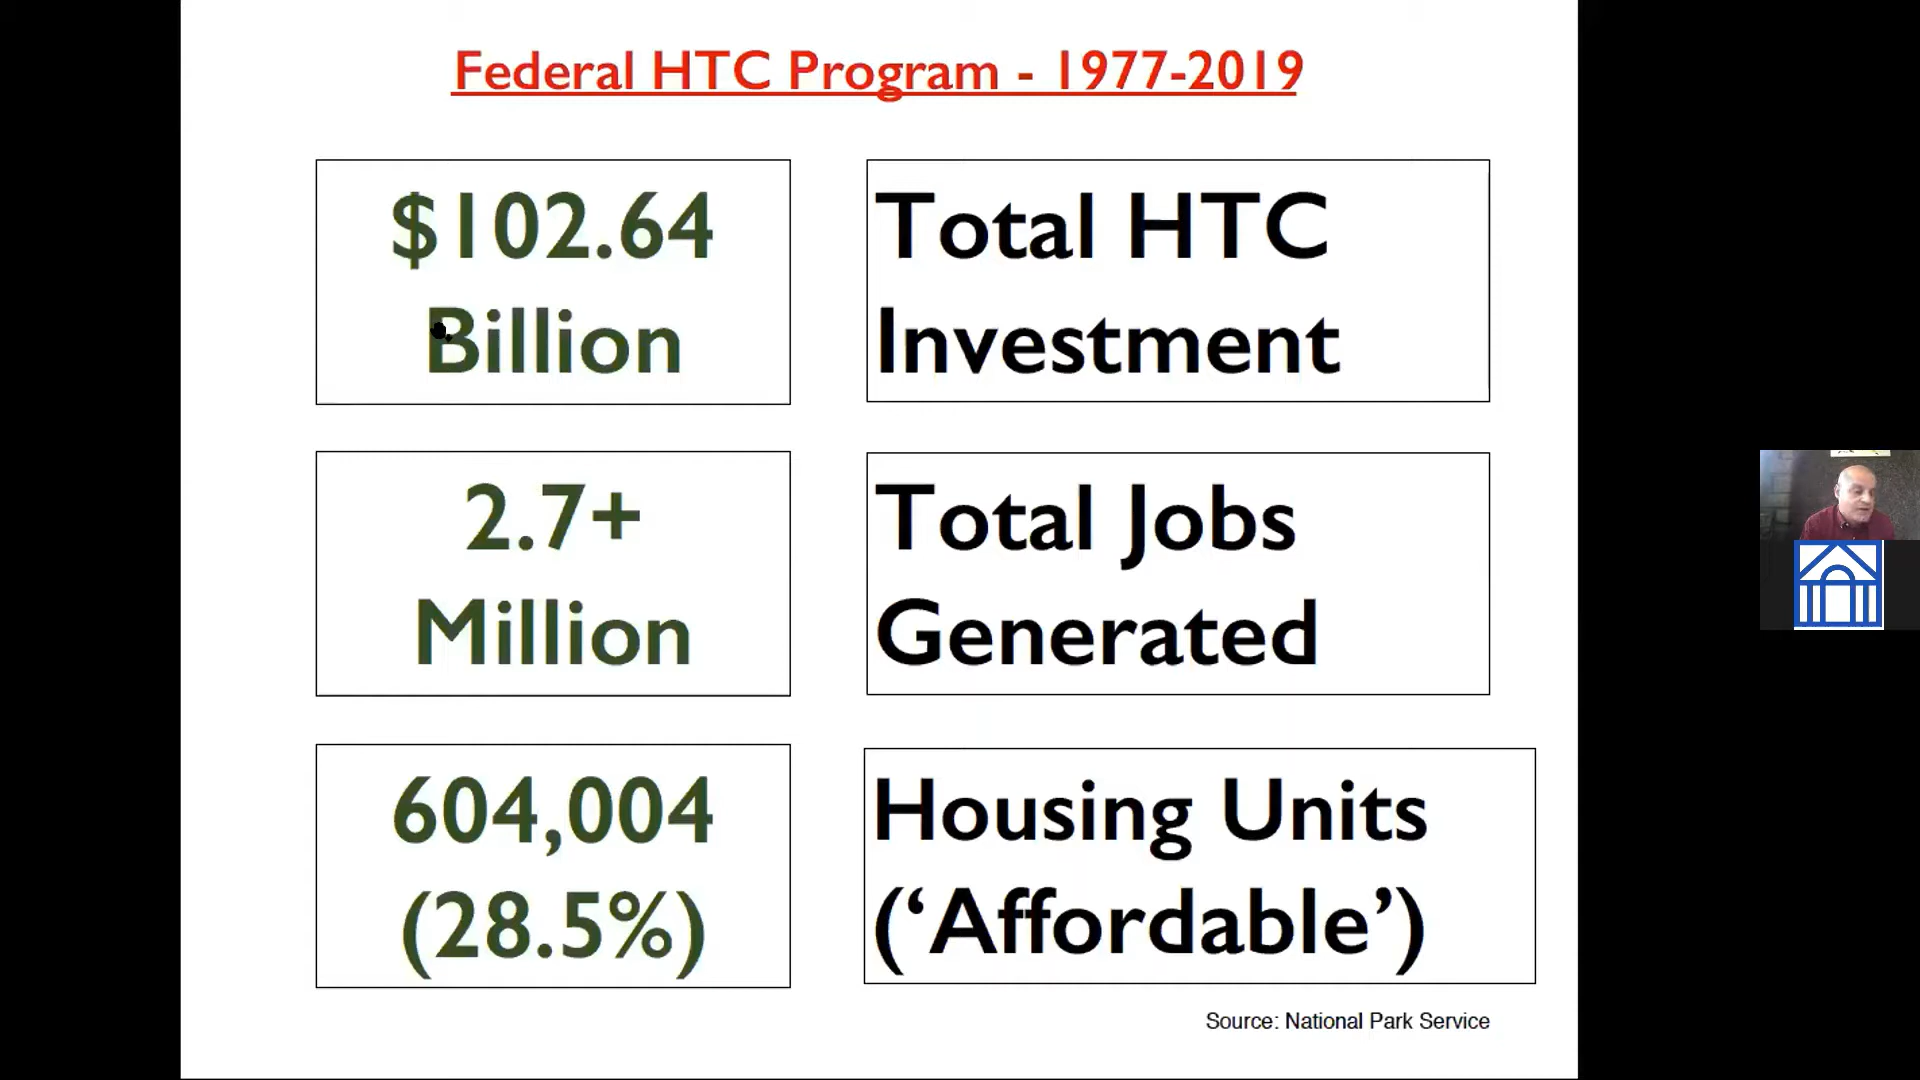 Federal HTC Program - 1977-2019
$102.64
Billion
Total HTC
Investment
2.7+
Million
Total Jobs
Generated
604,004
(28.5%)
Housing Units
(‘Affordable’)
Source: National Park Service